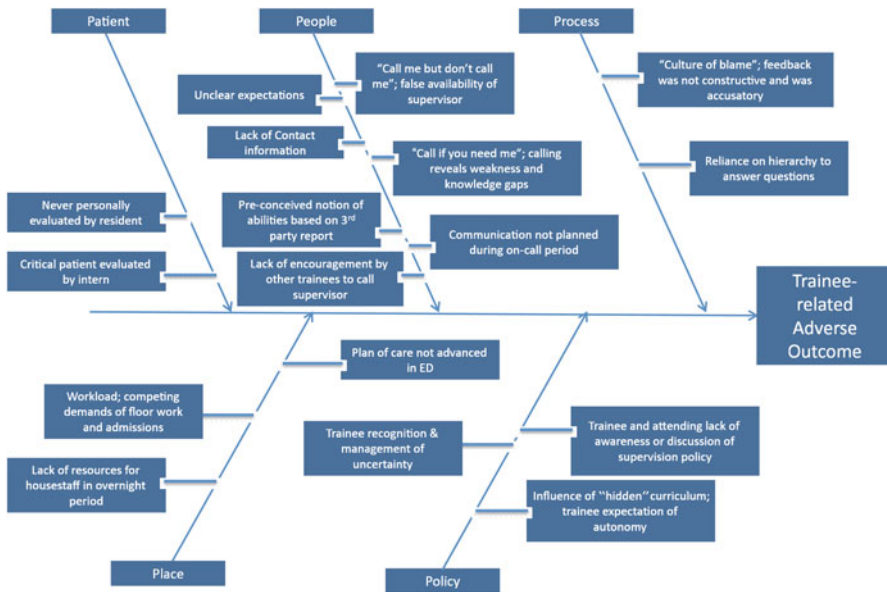 Patient
People
Process
"Call me but don't call
me"; false availability of
supervisor
"Culture of blame"; feedback
was not constructive and was
accusatory
Unclear expectations
Lack of Contact
information
"Call if you need me"; calling
reveals weakness and
knowledge gaps
Reliance on hierarchy to
answer questions
Never personally
evaluated by resident
Pre-conceived notion of
abilities based on 3rd
party report
Communication not planned
during on-call period
Critical patient evaluated
by intern
Lack of encouragement by
other trainees to call
supervisor
Trainee-
related
Adverse
Outcome
Plan of care not advanced
in ED
Workload; competing
demands of floor work
and admissions
Trainee recognition &
management of
uncertainty
Trainee and attending lack of
awareness or discussion of
supervision policy
Lack of resources for
housestaff in overnight
period
Influence of "hidden" curriculum;
trainee expectation of
autonomy
Place
Policy